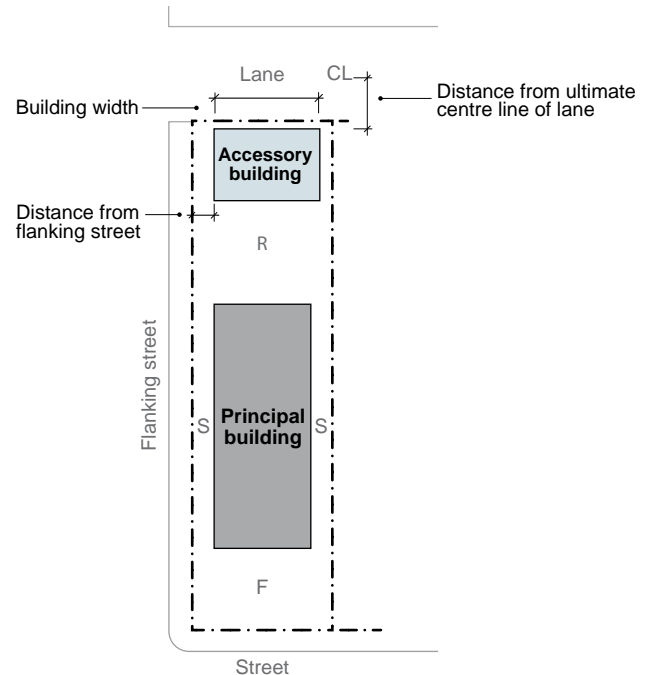 Lane
CL
Distance from ultimate
centre line of lane
Building width
Accessory
building
Distance from
flanking street
R
Flanking street
S
Principal
building
S
F
Street